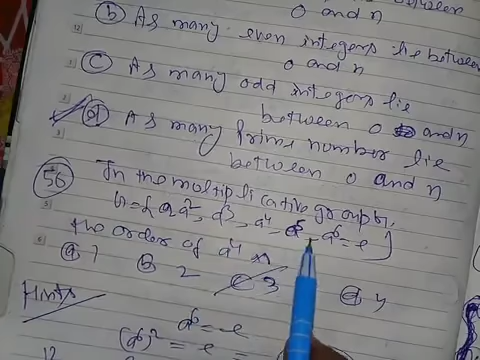 between
0 and n
(b) As many even integers lie between
0 and n
(c) As many odd integers lie
between 0 and n
(d) As many prime number lie
between 0 and n
(56) In the multiplicative group,
G={a, a², a³, a⁴, a⁵, a⁶=e}
the order of a⁴ is
(a) 1 (b) 2 (c) 3 (d) 4
Hints
a⁶=e
(a⁶)² = e =